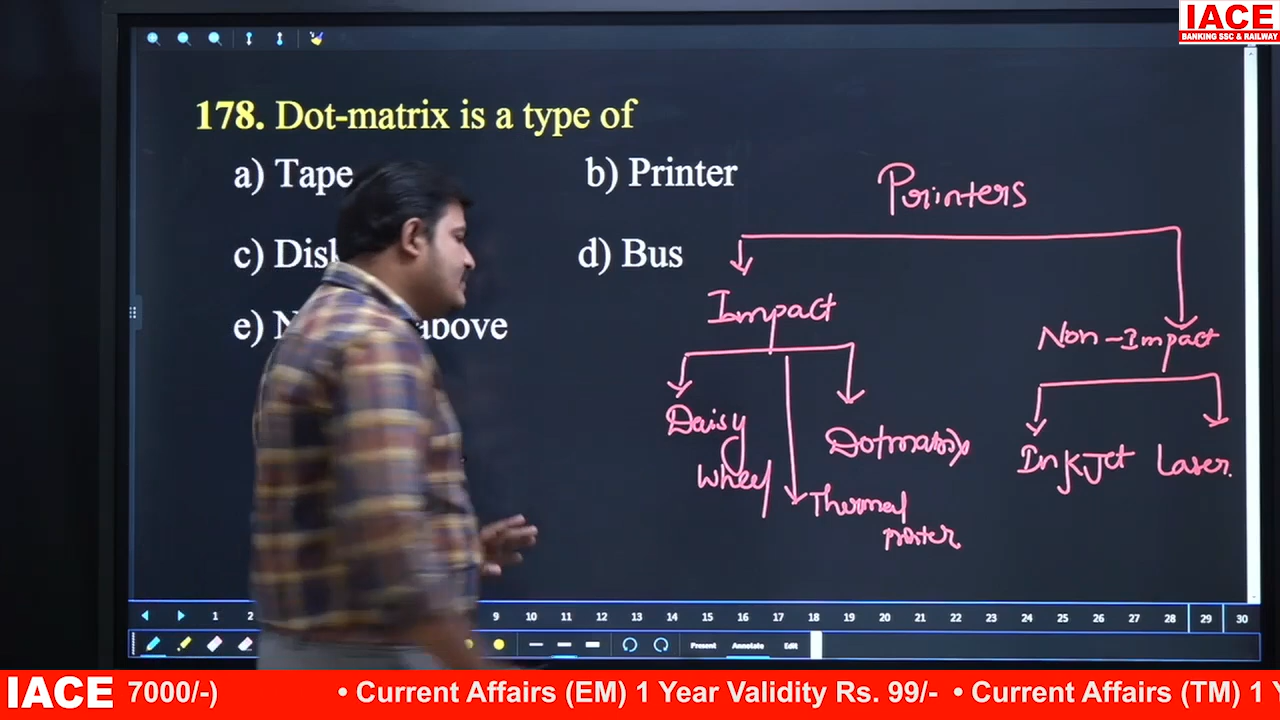 IACE
BANKING SSC & RAILWAY
178. Dot-matrix is a type of
a) Tape
b) Printer
c) Disk
d) Bus
e) N above
Printers
Impact
Non-Impact
Daisy
Wheel
Dotmatrix
Thermal
printer
InkJet
Laser.
1 2 9 10 11 12 13 14 15 16 17 18 19 20 21 22 23 24 25 26 27 28 29 30
Present Annotate Edit
IACE 7000/-) • Current Affairs (EM) 1 Year Validity Rs. 99/- • Current Affairs (TM) 1 Y